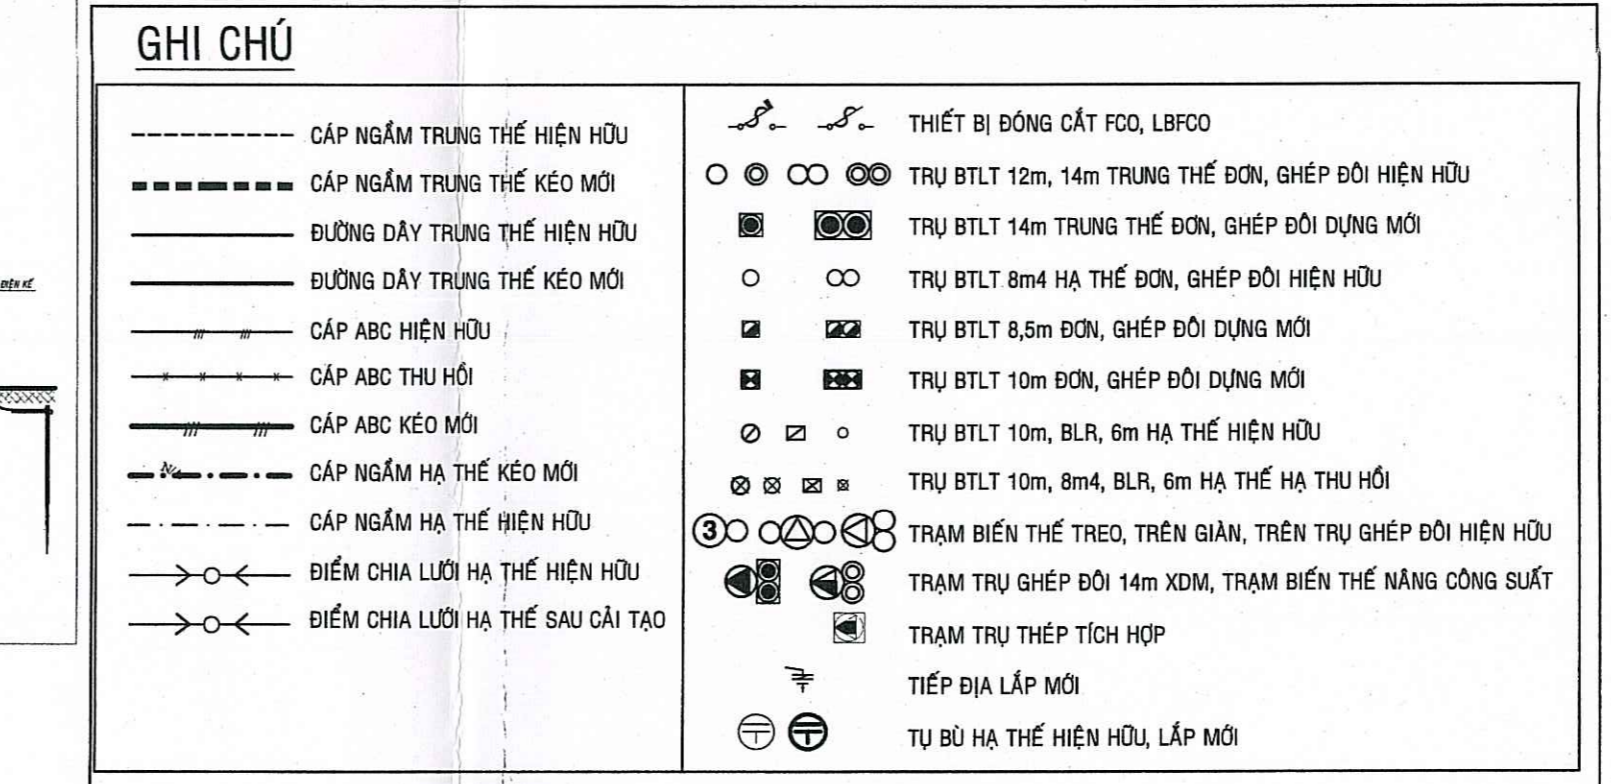 GHI CHÚ
CÁP NGẦM TRUNG THẾ HIỆN HỮU
CÁP NGẦM TRUNG THẾ KÉO MỚI
ĐƯỜNG DÂY TRUNG THẾ HIỆN HỮU
ĐƯỜNG DÂY TRUNG THẾ KÉO MỚI
CÁP ABC HIỆN HỮU
CÁP ABC THU HỒI
CÁP ABC KÉO MỚI
CÁP NGẦM HẠ THẾ KÉO MỚI
CÁP NGẦM HẠ THẾ HIỆN HỮU
ĐIỂM CHIA LƯỚI HẠ THẾ HIỆN HỮU
ĐIỂM CHIA LƯỚI HẠ THẾ SAU CẢI TẠO
THIẾT BỊ ĐÓNG CẮT FCO, LBFCO
TRỤ BTLT 12m, 14m TRUNG THẾ ĐƠN, GHÉP ĐÔI HIỆN HỮU
TRỤ BTLT 14m TRUNG THẾ ĐƠN, GHÉP ĐÔI DỰNG MỚI
TRỤ BTLT 8m4 HẠ THẾ ĐƠN, GHÉP ĐÔI HIỆN HỮU
TRỤ BTLT 8,5m ĐƠN, GHÉP ĐÔI DỰNG MỚI
TRỤ BTLT 10m ĐƠN, GHÉP ĐÔI DỰNG MỚI
TRỤ BTLT 10m, BLR, 6m HẠ THẾ HIỆN HỮU
TRỤ BTLT 10m, 8m4, BLR, 6m HẠ THẾ HẠ THU HỒI
3 TRẠM BIẾN THẾ TREO, TRÊN GIÀN, TRÊN TRỤ GHÉP ĐÔI HIỆN HỮU
TRẠM TRỤ GHÉP ĐÔI 14m XDM, TRẠM BIẾN THẾ NÂNG CÔNG SUẤT
TRẠM TRỤ THÉP TÍCH HỢP
TIẾP ĐỊA LẮP MỚI
TỤ BÙ HẠ THẾ HIỆN HỮU, LẮP MỚI
ĐIỆN KẾ